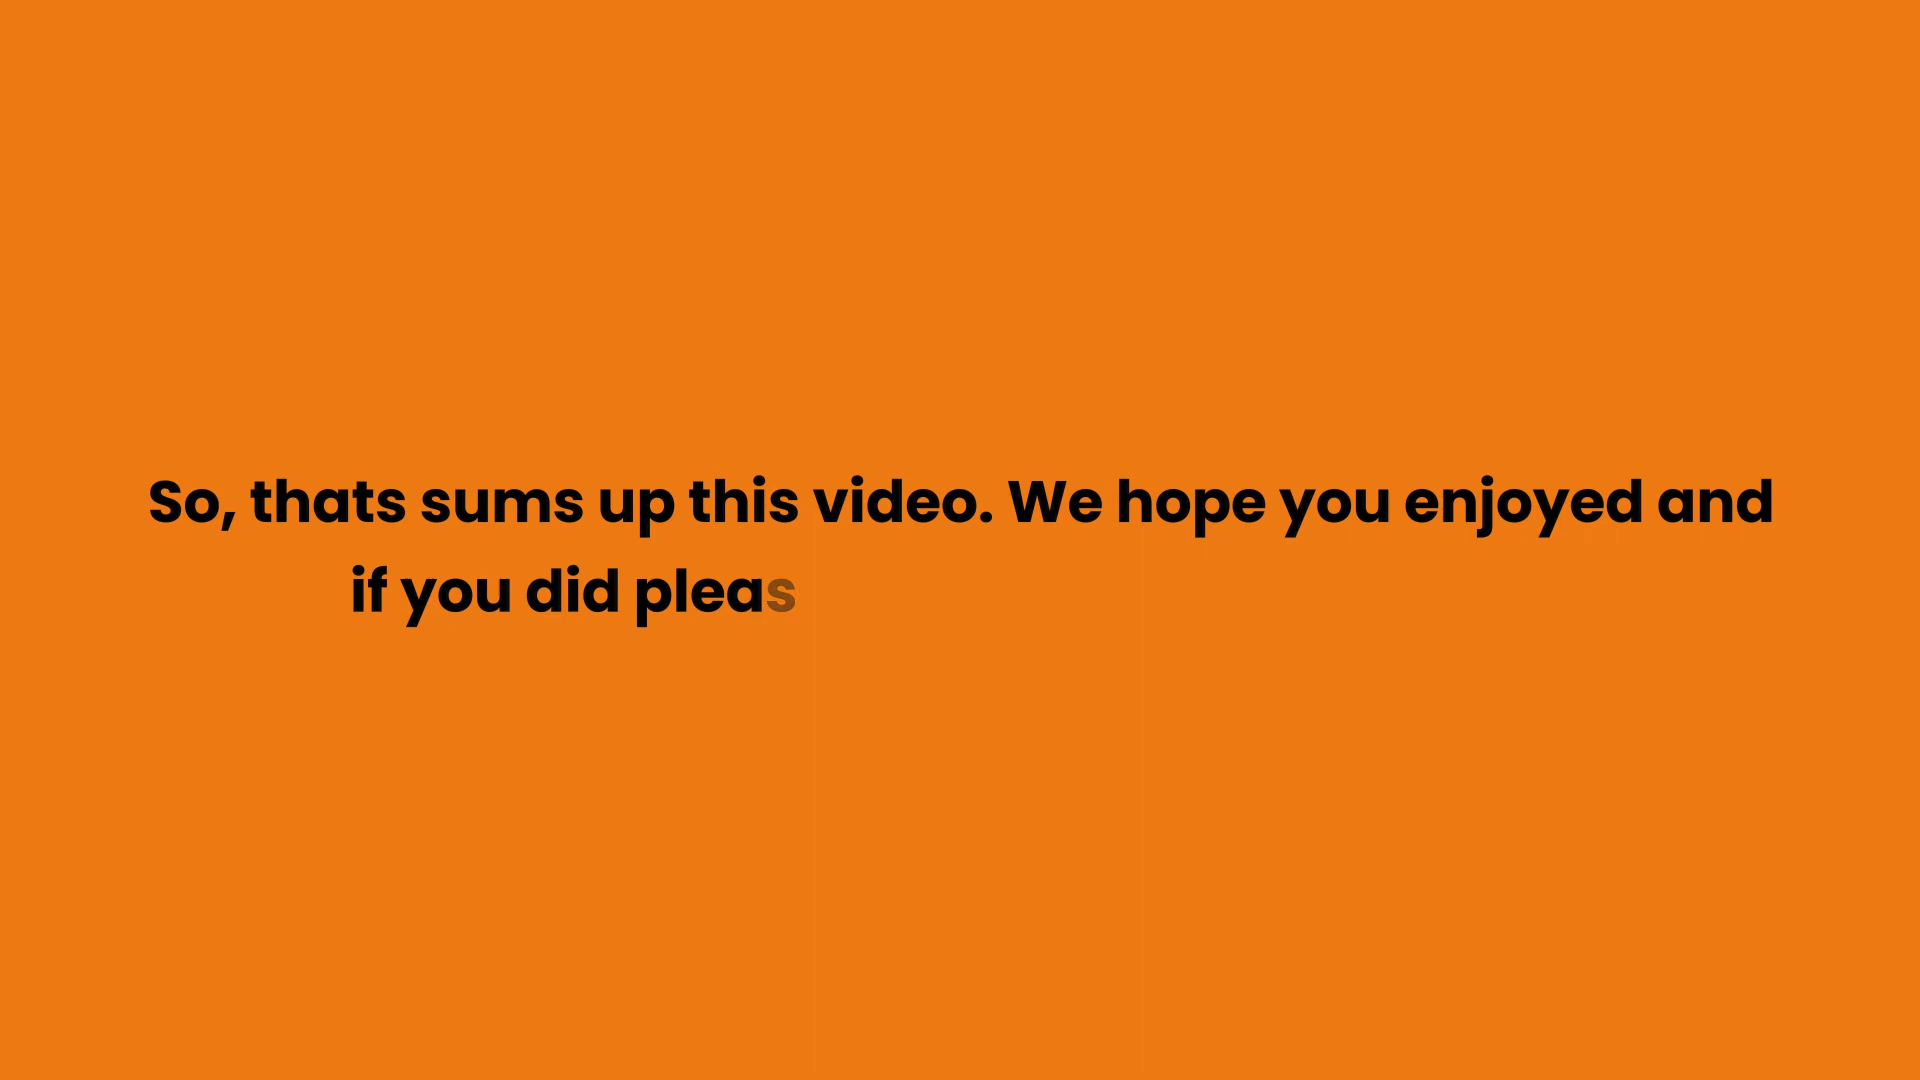 So, thats sums up this video. We hope you enjoyed and
if you did pleas